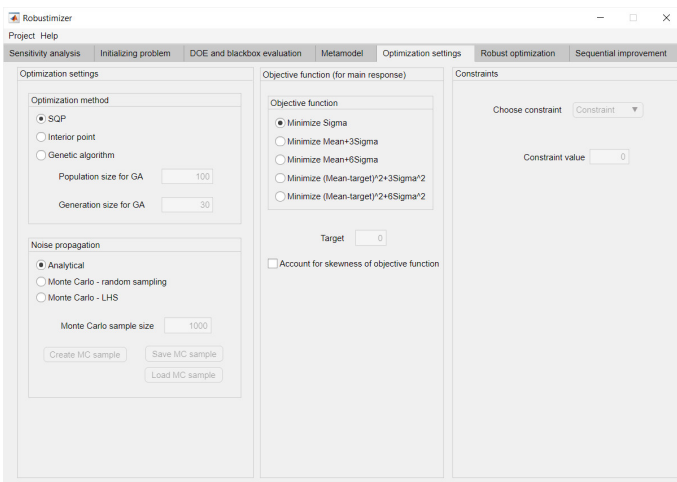 Robustimizer
Project Help
Sensitivity analysis Initializing problem DOE and blackbox evaluation Metamodel Optimization settings Robust optimization Sequential improvement
Optimization settings
Optimization method
SQP
Interior point
Genetic algorithm
Population size for GA 100
Generation size for GA 30
Noise propagation
Analytical
Monte Carlo - random sampling
Monte Carlo - LHS
Monte Carlo sample size 1000
Create MC sample Save MC sample
Load MC sample
Objective function (for main response)
Objective function
Minimize Sigma
Minimize Mean+3Sigma
Minimize Mean+6Sigma
Minimize (Mean-target)^2+3Sigma^2
Minimize (Mean-target)^2+6Sigma^2
Target 0
Account for skewness of objective function
Constraints
Choose constraint Constraint
Constraint value 0